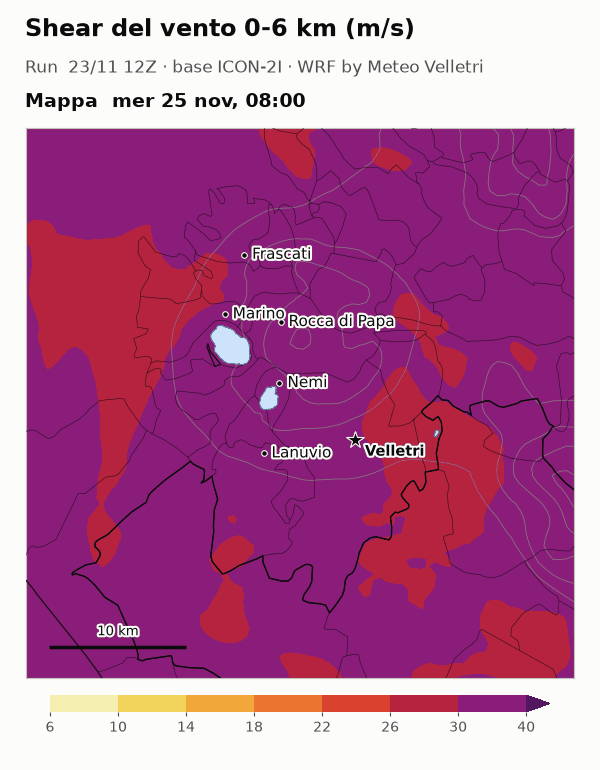 Shear del vento 0-6 km (m/s)
Run  23/11 12Z · base ICON-2I · WRF by Meteo Velletri
Mappa  mer 25 nov, 08:00
Frascati
Marino
Rocca di Papa
Nemi
Velletri
Lanuvio
10 km
6 10 14 18 22 26 30 40